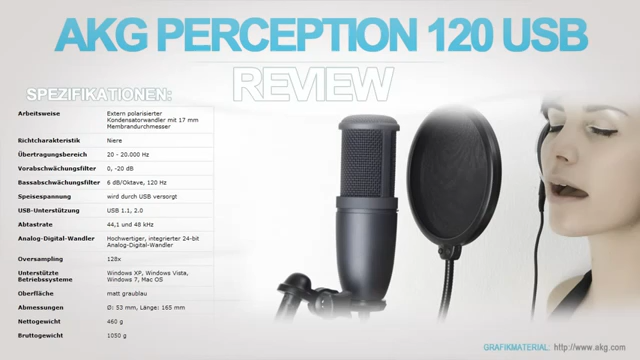 AKG PERCEPTION 120 USB
REVIEW
SPEZIFIKATIONEN:
Arbeitsweise Extern polarisierter
Kondensatorwandler mit 17 mm
Membrandurchmesser
Richtcharakteristik Niere
Übertragungsbereich 20 - 20.000 Hz
Vorabschwächungsfilter 0, -20 dB
Bassabschwächungsfilter 6 dB/Oktave, 120 Hz
Speisespannung wird durch USB versorgt
USB-Unterstützung USB 1.1, 2.0
Abtastrate 44,1 und 48 kHz
Analog-Digital-Wandler Hochwertiger, integrierter 24-bit
Analog-Digital-Wandler
Oversampling 128x
Unterstützte Windows XP, Windows Vista,
Betriebssysteme Windows 7, Mac OS
Oberfläche matt graublau
Abmessungen Ø: 53 mm, Länge: 165 mm
Nettogewicht 460 g
Bruttogewicht 1050 g
GRAFIKMATERIAL: http://www.akg.com